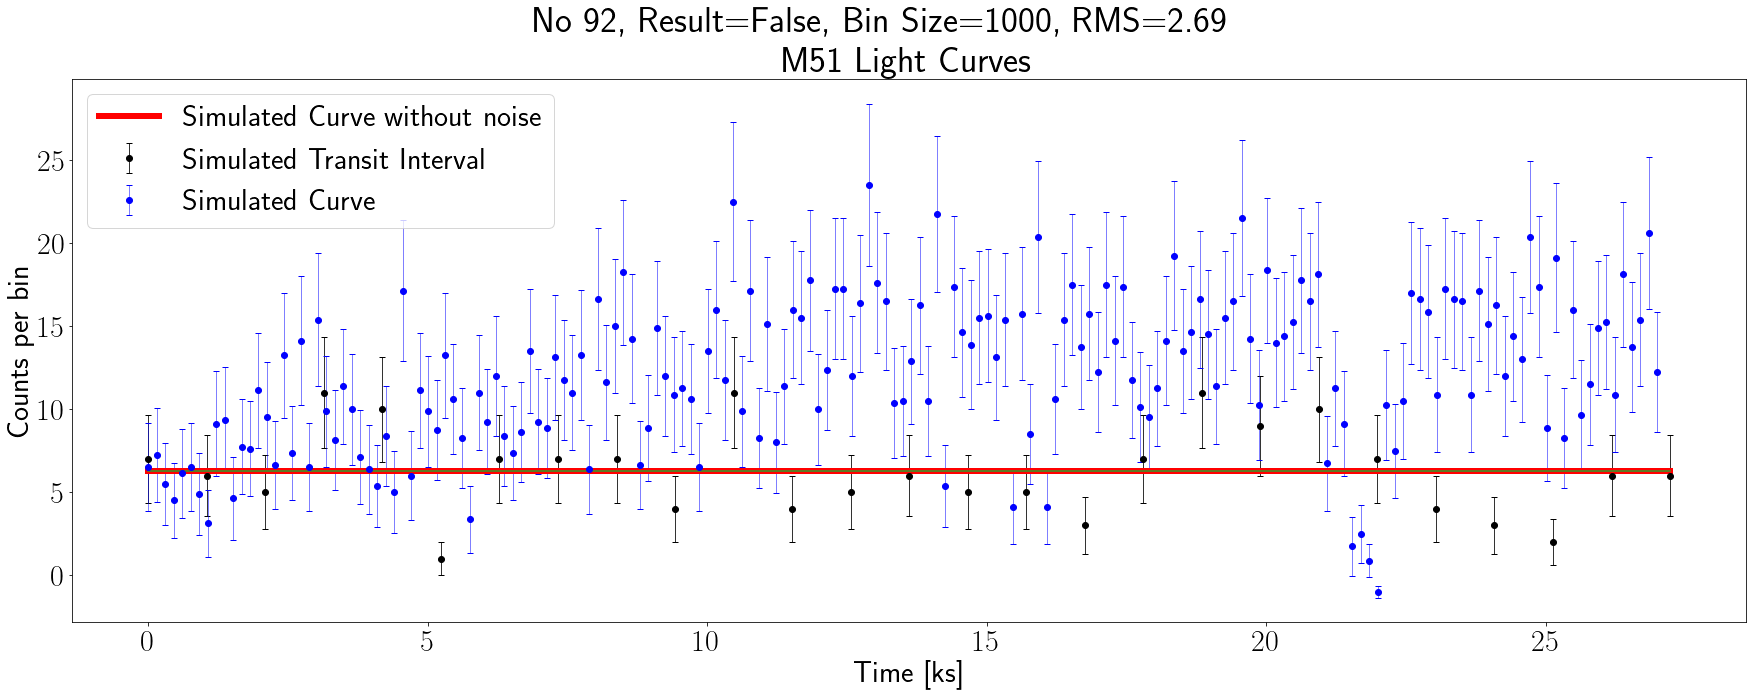 No 92, Result=False, Bin Size=1000, RMS=2.69
M51 Light Curves
Simulated Curve without noise
Simulated Transit Interval
Simulated Curve
Counts per bin
25
20
15
10
5
0
0 5 10 15 20 25
Time [ks]